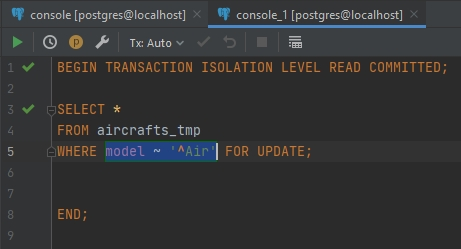 console [postgres@localhost] console_1 [postgres@localhost]
Tx: Auto
1 BEGIN TRANSACTION ISOLATION LEVEL READ COMMITTED;
2
3 SELECT *
4 FROM aircrafts_tmp
5 WHERE model ~ '^Air' FOR UPDATE;
6
7
8 END;
9